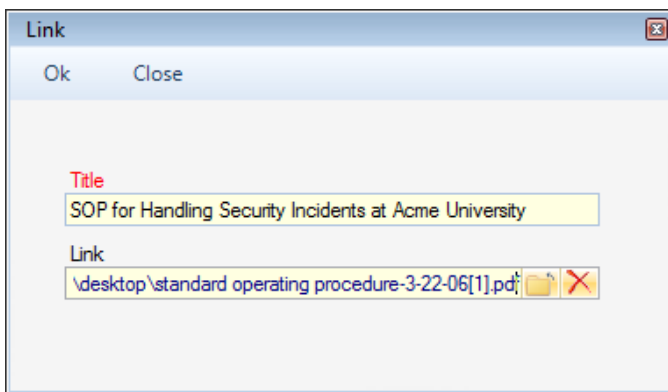 Link
Ok Close
Title
SOP for Handling Security Incidents at Acme University
Link
\desktop\standard operating procedure-3-22-06[1].pdf